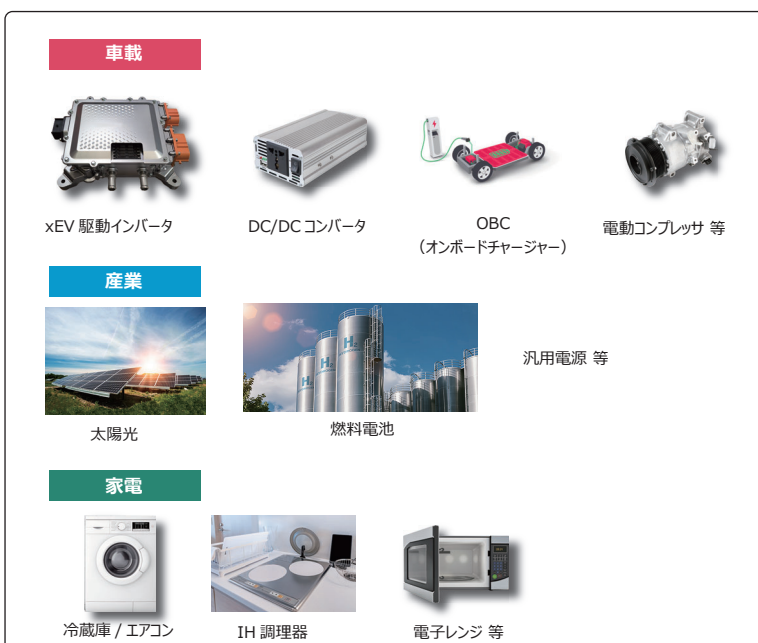 車載
xEV 駆動インバータ
DC/DC コンバータ
OBC
(オンボードチャージャー)
電動コンプレッサ 等
産業
H₂
H₂
H₂
太陽光
燃料電池
汎用電源 等
家電
冷蔵庫 / エアコン
IH 調理器
電子レンジ 等